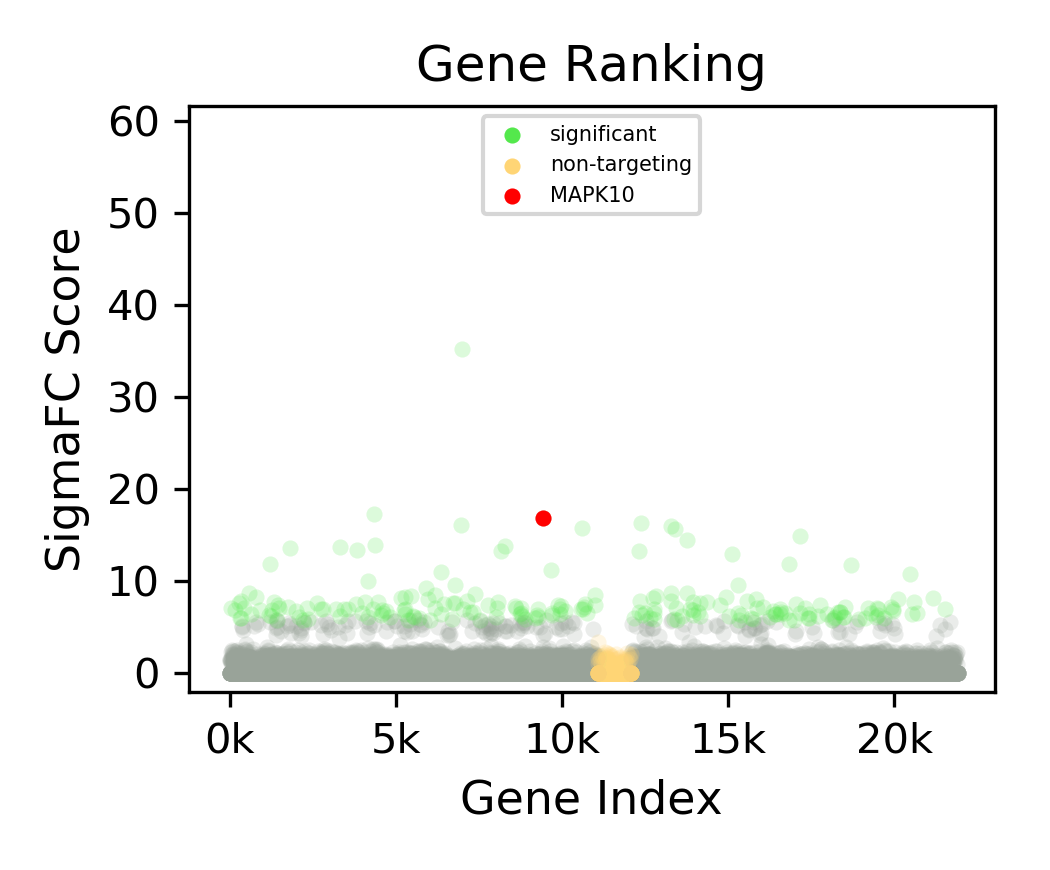 Gene Ranking
60
50
40
30
20
10
0
SigmaFC Score
significant
non-targeting
MAPK10
0k
5k
10k
15k
20k
Gene Index